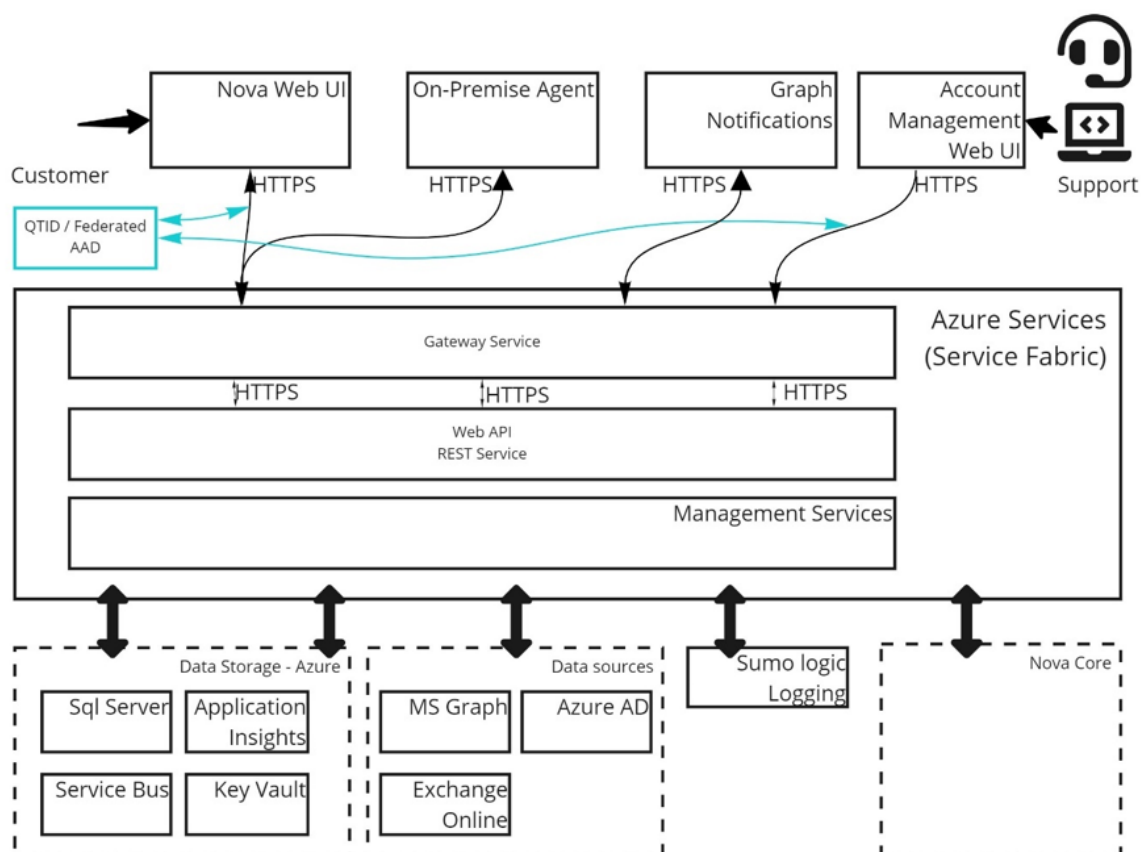 Nova Web UI
On-Premise Agent
Graph
Notifications
Account
Management
Web UI
Customer
HTTPS
HTTPS
HTTPS
HTTPS
Support
QTID / Federated
AAD
Azure Services
(Service Fabric)
Gateway Service
HTTPS
HTTPS
HTTPS
Web API
REST Service
Management Services
Data Storage - Azure
Sql Server
Application
Insights
Service Bus
Key Vault
Data sources
MS Graph
Azure AD
Exchange
Online
Sumo logic
Logging
Nova Core